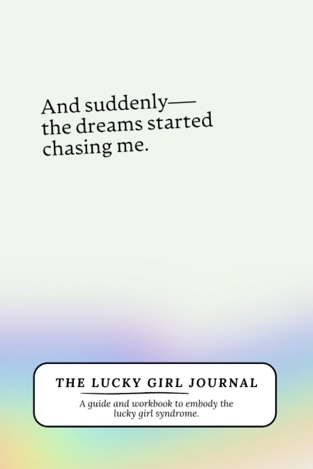 And suddenly—
the dreams started
chasing me.
THE LUCKY GIRL JOURNAL
A guide and workbook to embody the
lucky girl syndrome.